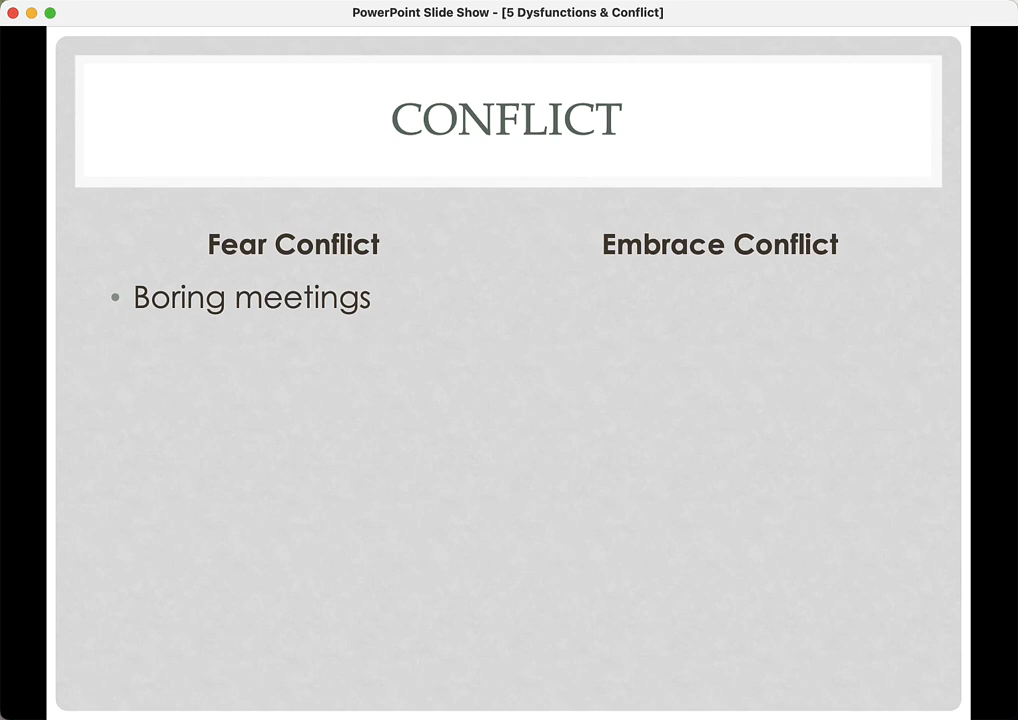 PowerPoint Slide Show - [5 Dysfunctions & Conflict]
CONFLICT
Fear Conflict
• Boring meetings
Embrace Conflict